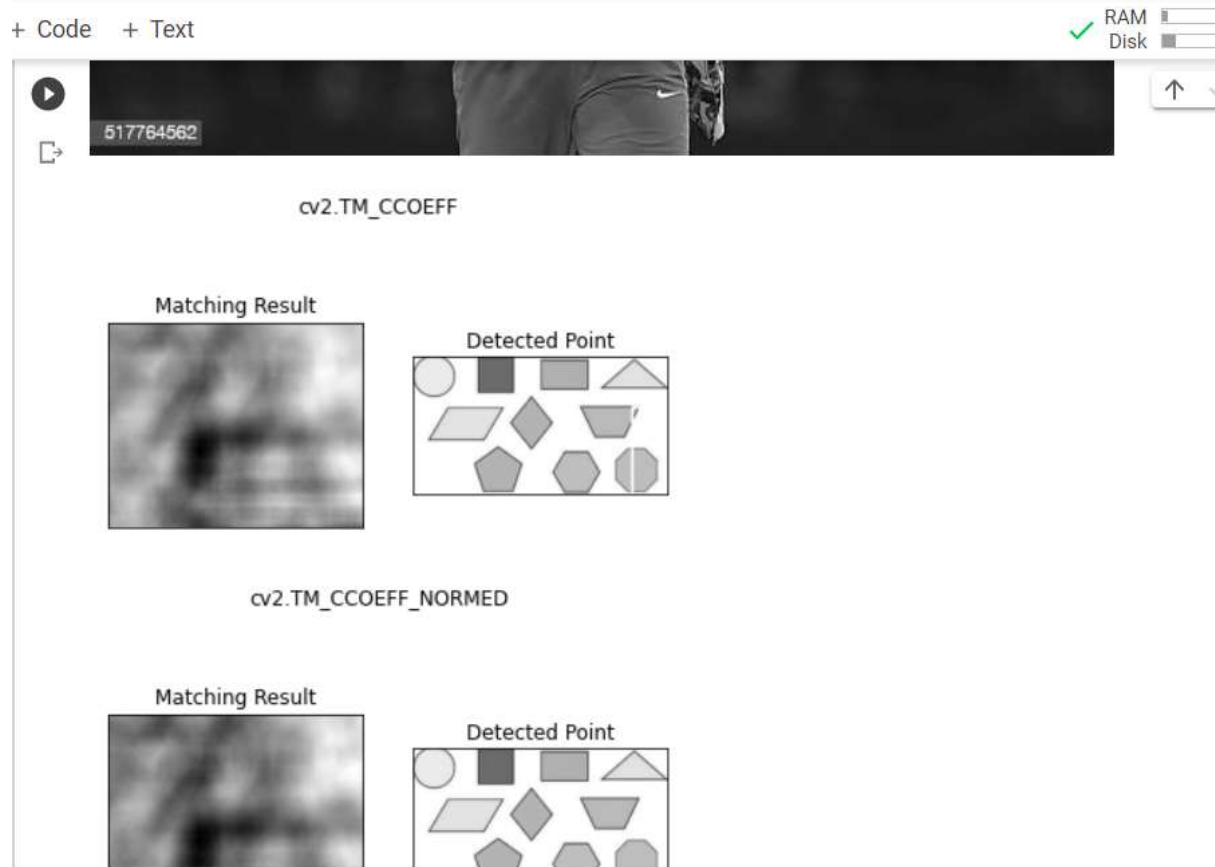 + Code + Text
RAM
Disk
517764562
cv2.TM_CCOEFF
Matching Result
Detected Point
cv2.TM_CCOEFF_NORMED
Matching Result
Detected Point